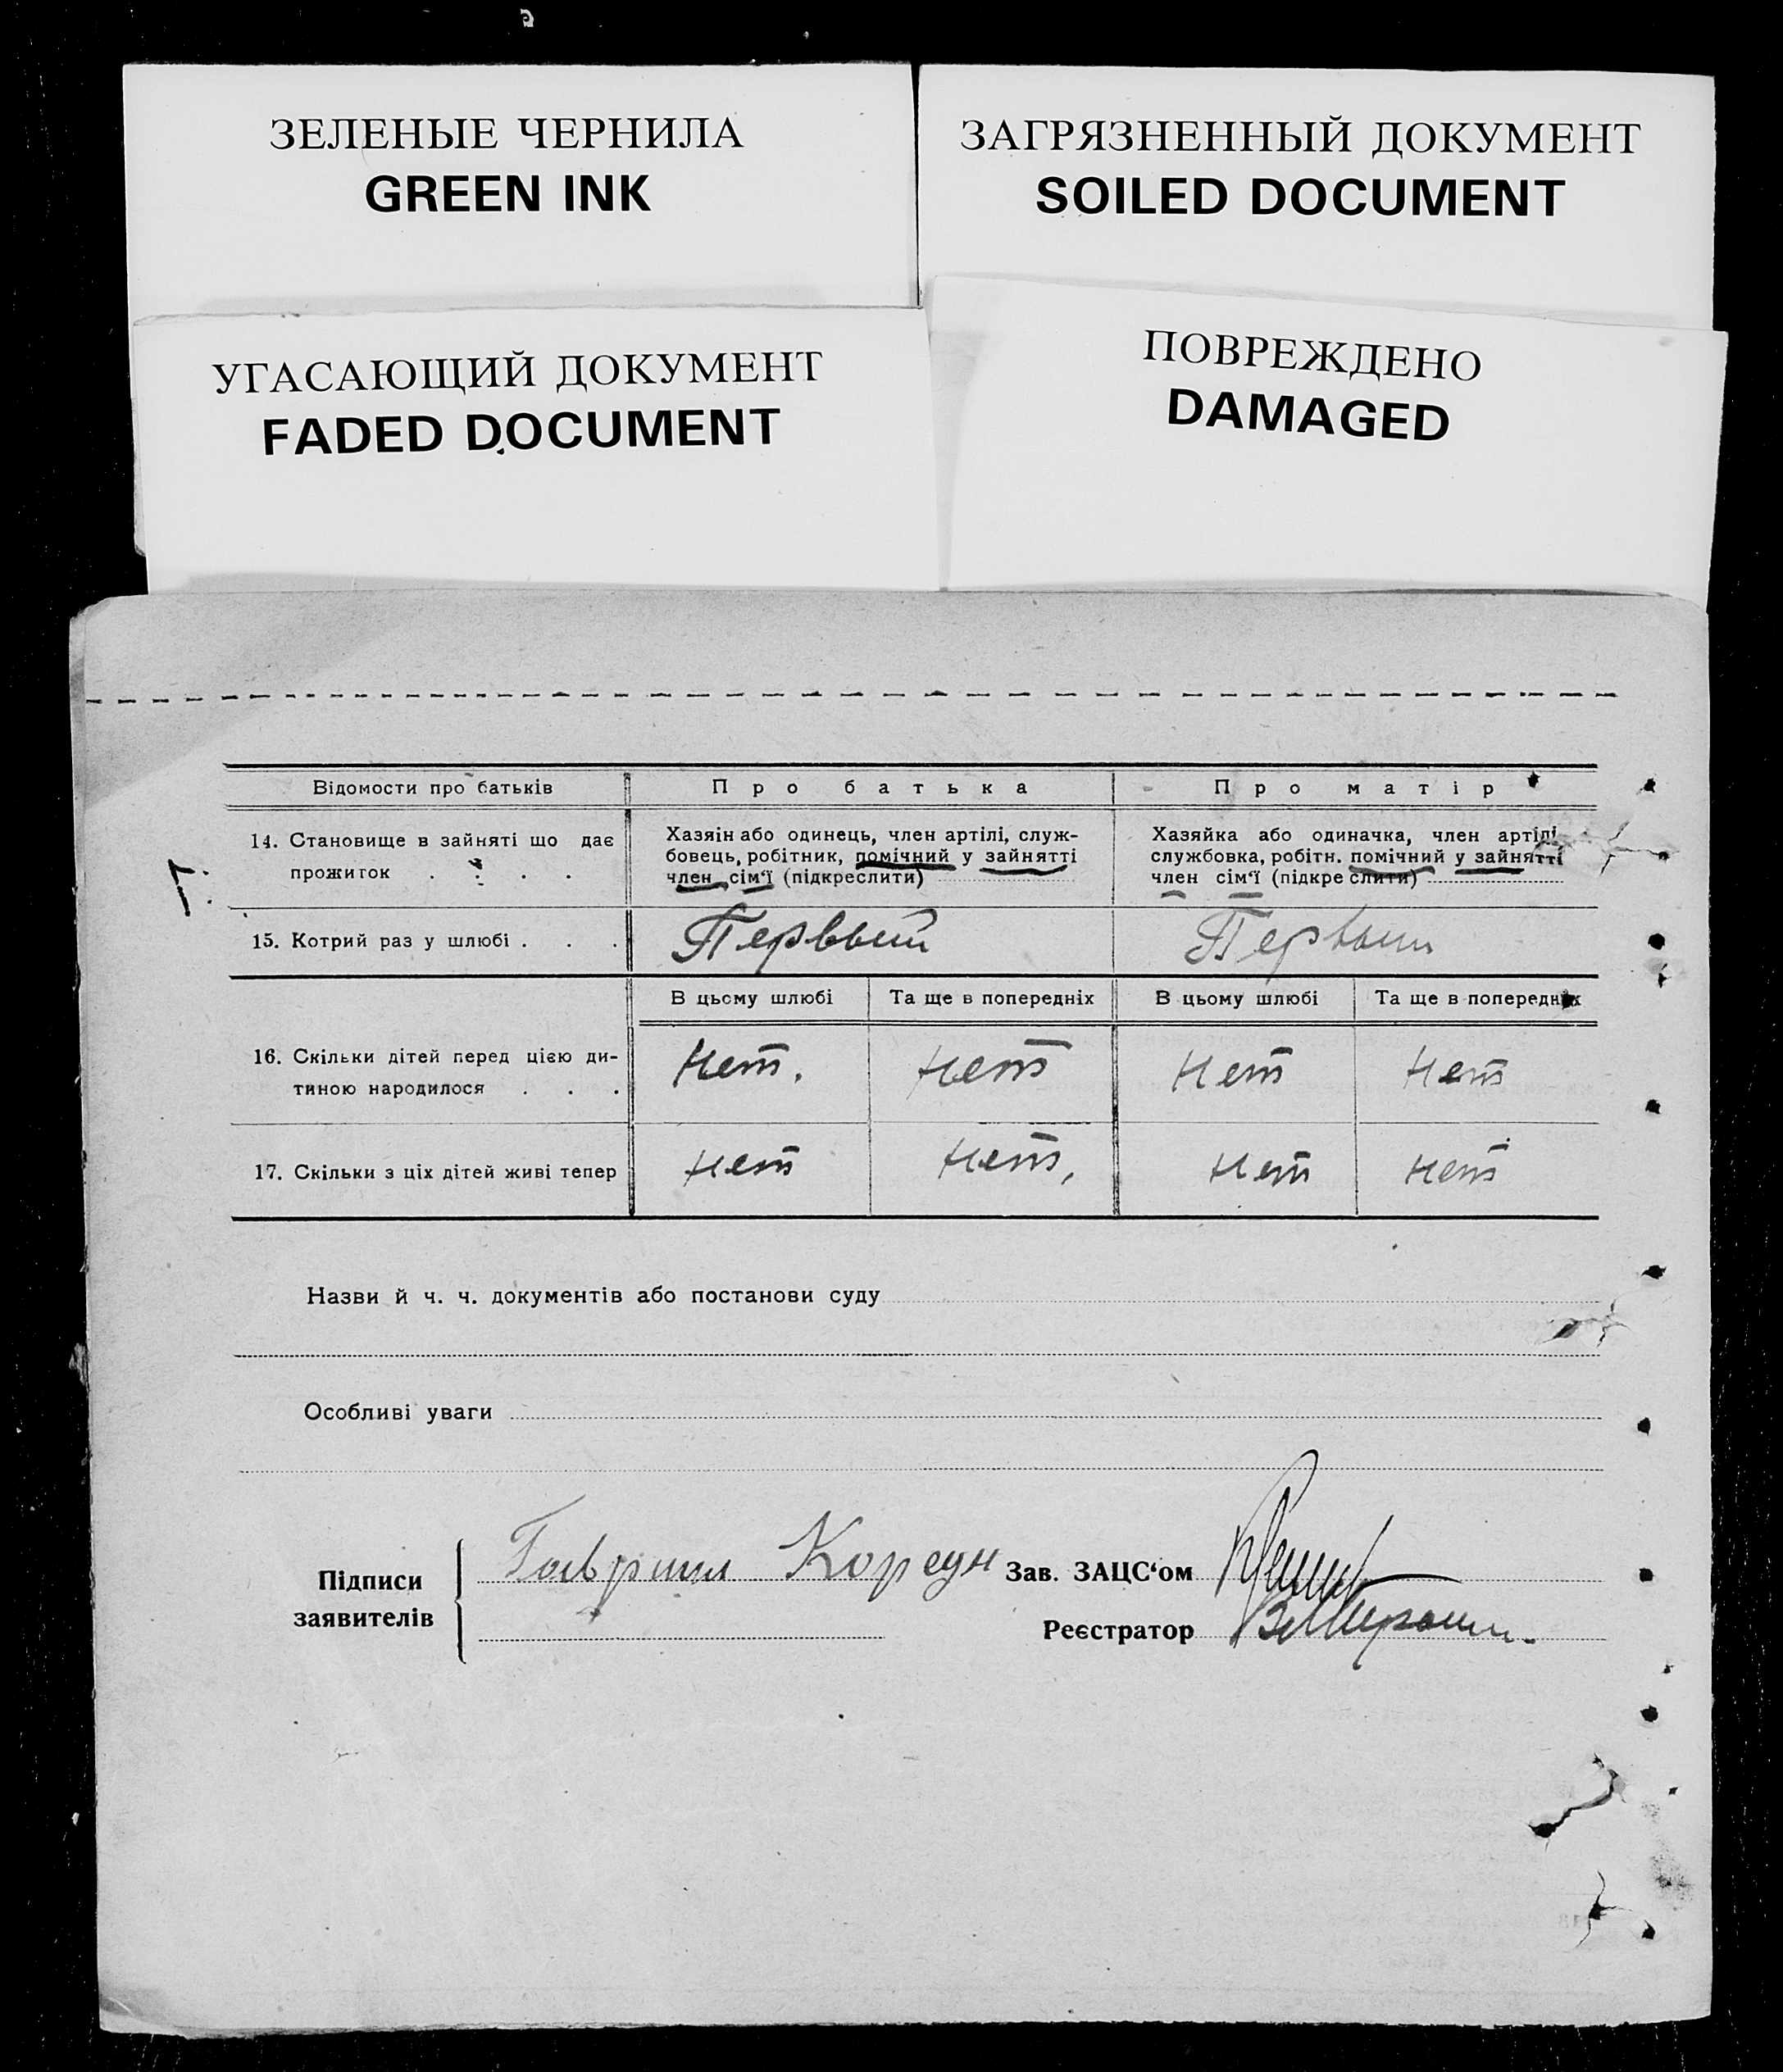 ЗЕЛЕНЫЕ ЧЕРНИЛА
GREEN INK
ЗАГРЯЗНЕННЫЙ ДОКУМЕНТ
SOILED DOCUMENT
УГАСАЮЩИЙ ДОКУМЕНТ
FADED DOCUMENT
ПОВРЕЖДЕНО
DAMAGED
Відомости про батьків
Про батька
Про матір
14. Становище в зайняті що дає
прожиток . . . .
Хазяїн або одинець, член артілі, служ-
бовець, робітник, помічний у зайнятті
член сім'ї (підкреслити)
Хазяйка або одиначка, член артілі
службовка, робітн. помічний у зайнятті
член сім'ї (підкреслити)
15. Котрий раз у шлюбі . . .
Первый
Первый
В цьому шлюбі
Та ще в попередніх
В цьому шлюбі
Та ще в попередніх
16. Скільки дітей перед цією ди-
тиною народилося . . .
Нет.
Нет
Нет
Нет
17. Скільки з ціх дітей живі тепер
Нет
Нет,
Нет
Нет
Назви й ч. ч. документів або постанови суду
Особливі уваги
Підписи
заявителів
Гавриил
Зав. ЗАЦС'ом
Реєстратор